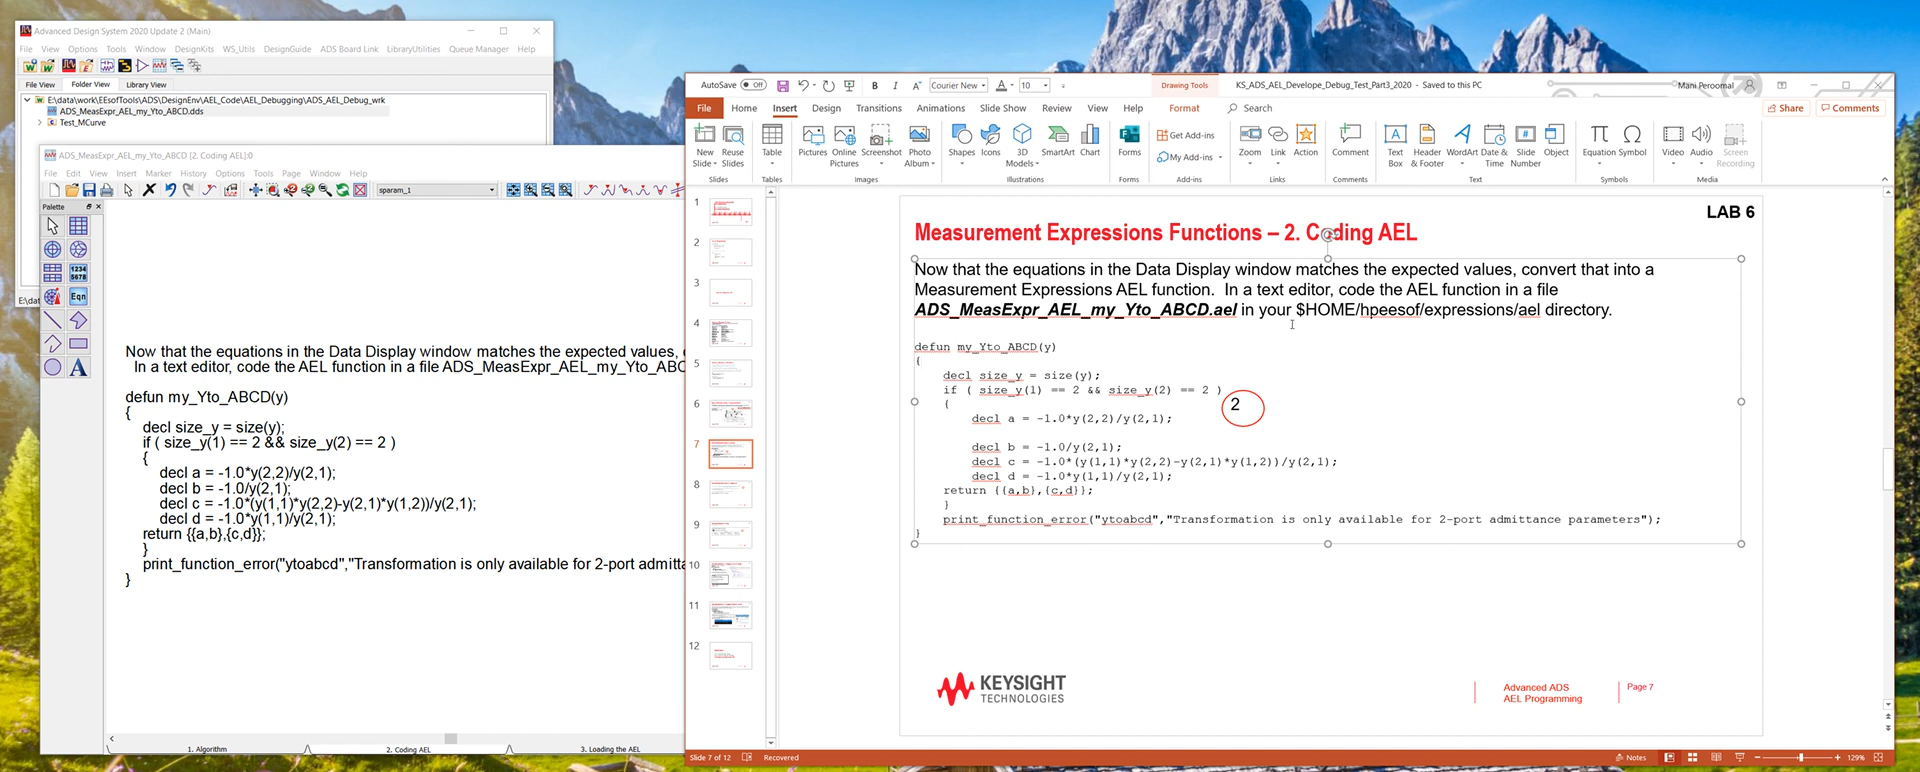 Advanced Design System 2020 Update 2 (Main)
File View Options Tools Window DesignKits WS_Utils DesignGuide ADS Board Link LibraryUtilities Queue Manager Help
File View Folder View Library View
E:\data\work\EEsofTools\ADS\DesignEnv\AEL_Code\AEL_Debugging\ADS_AEL_Debug_wrk
ADS_MeasExpr_AEL_my_Yto_ABCD.dds
Test_MCurve
E:\dat
ADS_MeasExpr_AEL_my_Yto_ABCD [2. Coding AEL]:0
File Edit View Insert Marker History Options Tools Page Window Help
sparam_1
Palette
1234
5678
Eqn
A
Now that the equations in the Data Display window matches the expected values,
In a text editor, code the AEL function in a file ADS_MeasExpr_AEL_my_Yto_ABC
defun my_Yto_ABCD(y)
{
decl size_y = size(y);
if ( size_y(1) == 2 && size_y(2) == 2 )
{
decl a = -1.0*y(2,2)/y(2,1);
decl b = -1.0/y(2,1);
decl c = -1.0*(y(1,1)*y(2,2)-y(2,1)*y(1,2))/y(2,1);
decl d = -1.0*y(1,1)/y(2,1);
return {{a,b},{c,d}};
}
print_function_error("ytoabcd","Transformation is only available for 2-port admitta
}
1. Algorithm 2. Coding AEL 3. Loading the AEL
AutoSave Off B I Courier New A 10 Drawing Tools KS_ADS_AEL_Develope_Debug_Test_Part3_2020 - Saved to this PC Mani Peroomal
File Home Insert Design Transitions Animations Slide Show Review View Help Format Search Share Comments
New Slide Reuse Slides Table Pictures Online Pictures Screenshot Photo Album Shapes Icons 3D Models SmartArt Chart Forms Get Add-ins My Add-ins Zoom Link Action Comment Text Box Header & Footer WordArt Date & Time Slide Number Object Equation Symbol Video Audio Screen Recording
Slides Tables Images Illustrations Forms Add-ins Links Comments Text Symbols Media
1
2
3
4
5
6
7
8
9
10
11
12
LAB 6
Measurement Expressions Functions – 2. Coding AEL
Now that the equations in the Data Display window matches the expected values, convert that into a
Measurement Expressions AEL function. In a text editor, code the AEL function in a file
ADS_MeasExpr_AEL_my_Yto_ABCD.ael in your $HOME/hpeesof/expressions/ael directory.
defun my_Yto_ABCD(y)
{
decl size_y = size(y);
if ( size_y(1) == 2 && size_y(2) == 2 )
{
2
decl a = -1.0*y(2,2)/y(2,1);
decl b = -1.0/y(2,1);
decl c = -1.0*(y(1,1)*y(2,2)-y(2,1)*y(1,2))/y(2,1);
decl d = -1.0*y(1,1)/y(2,1);
return {{a,b},{c,d}};
}
print_function_error("ytoabcd","Transformation is only available for 2-port admittance parameters");
}
KEYSIGHT
TECHNOLOGIES
Advanced ADS
AEL Programming
Page 7
Slide 7 of 12 Recovered Notes 129%